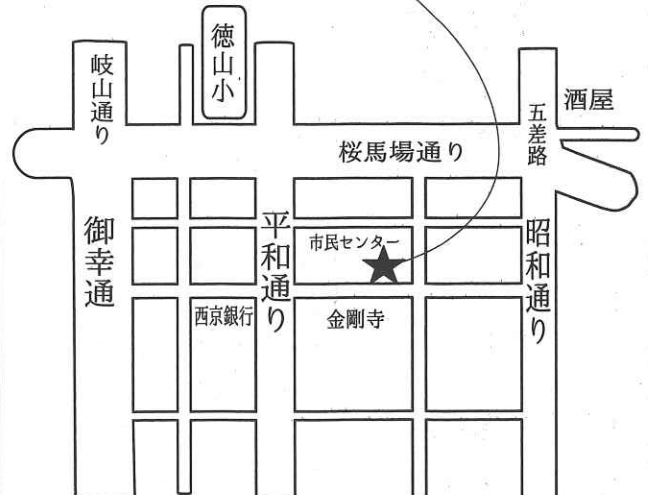 徳山小
岐山通り
五差路
酒屋
桜馬場通り
御幸通
平和通り
市民センター
昭和通り
西京銀行
金剛寺